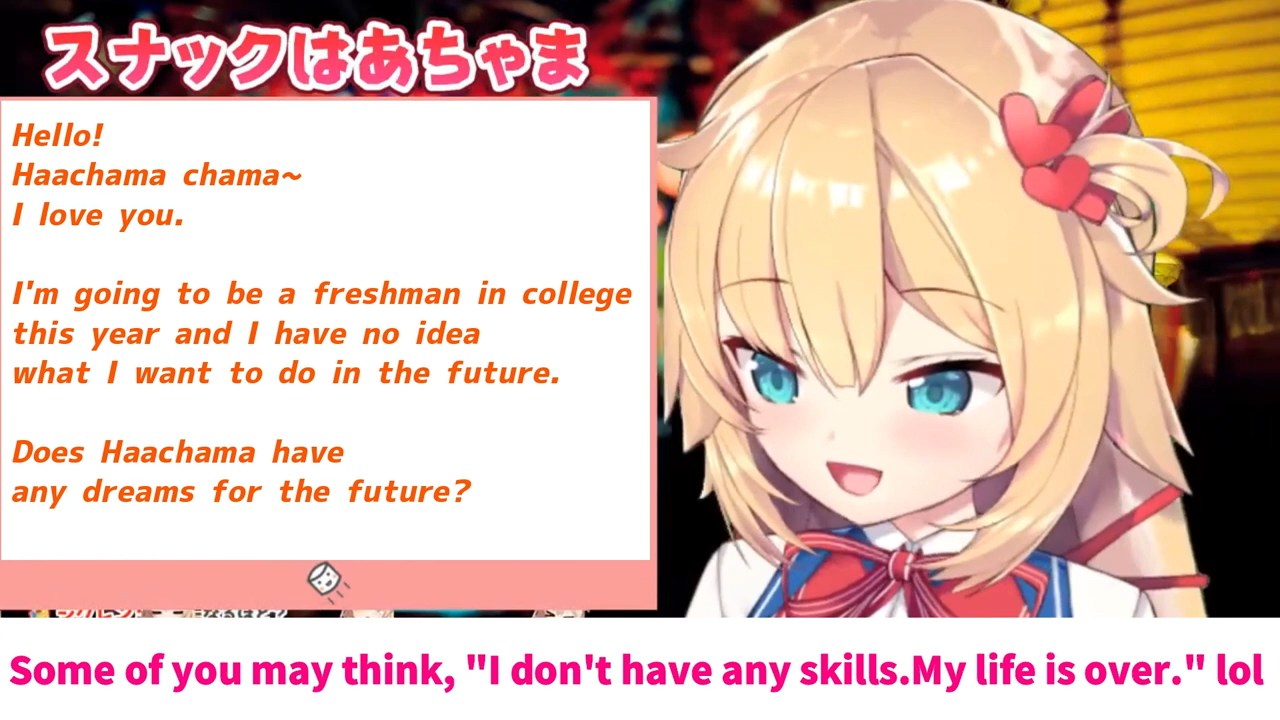 スナックはあちゃま
Hello!
Haachama chama~
I love you.
I'm going to be a freshman in college
this year and I have no idea
what I want to do in the future.
Does Haachama have
any dreams for the future?
Some of you may think, "I don't have any skills.My life is over." lol